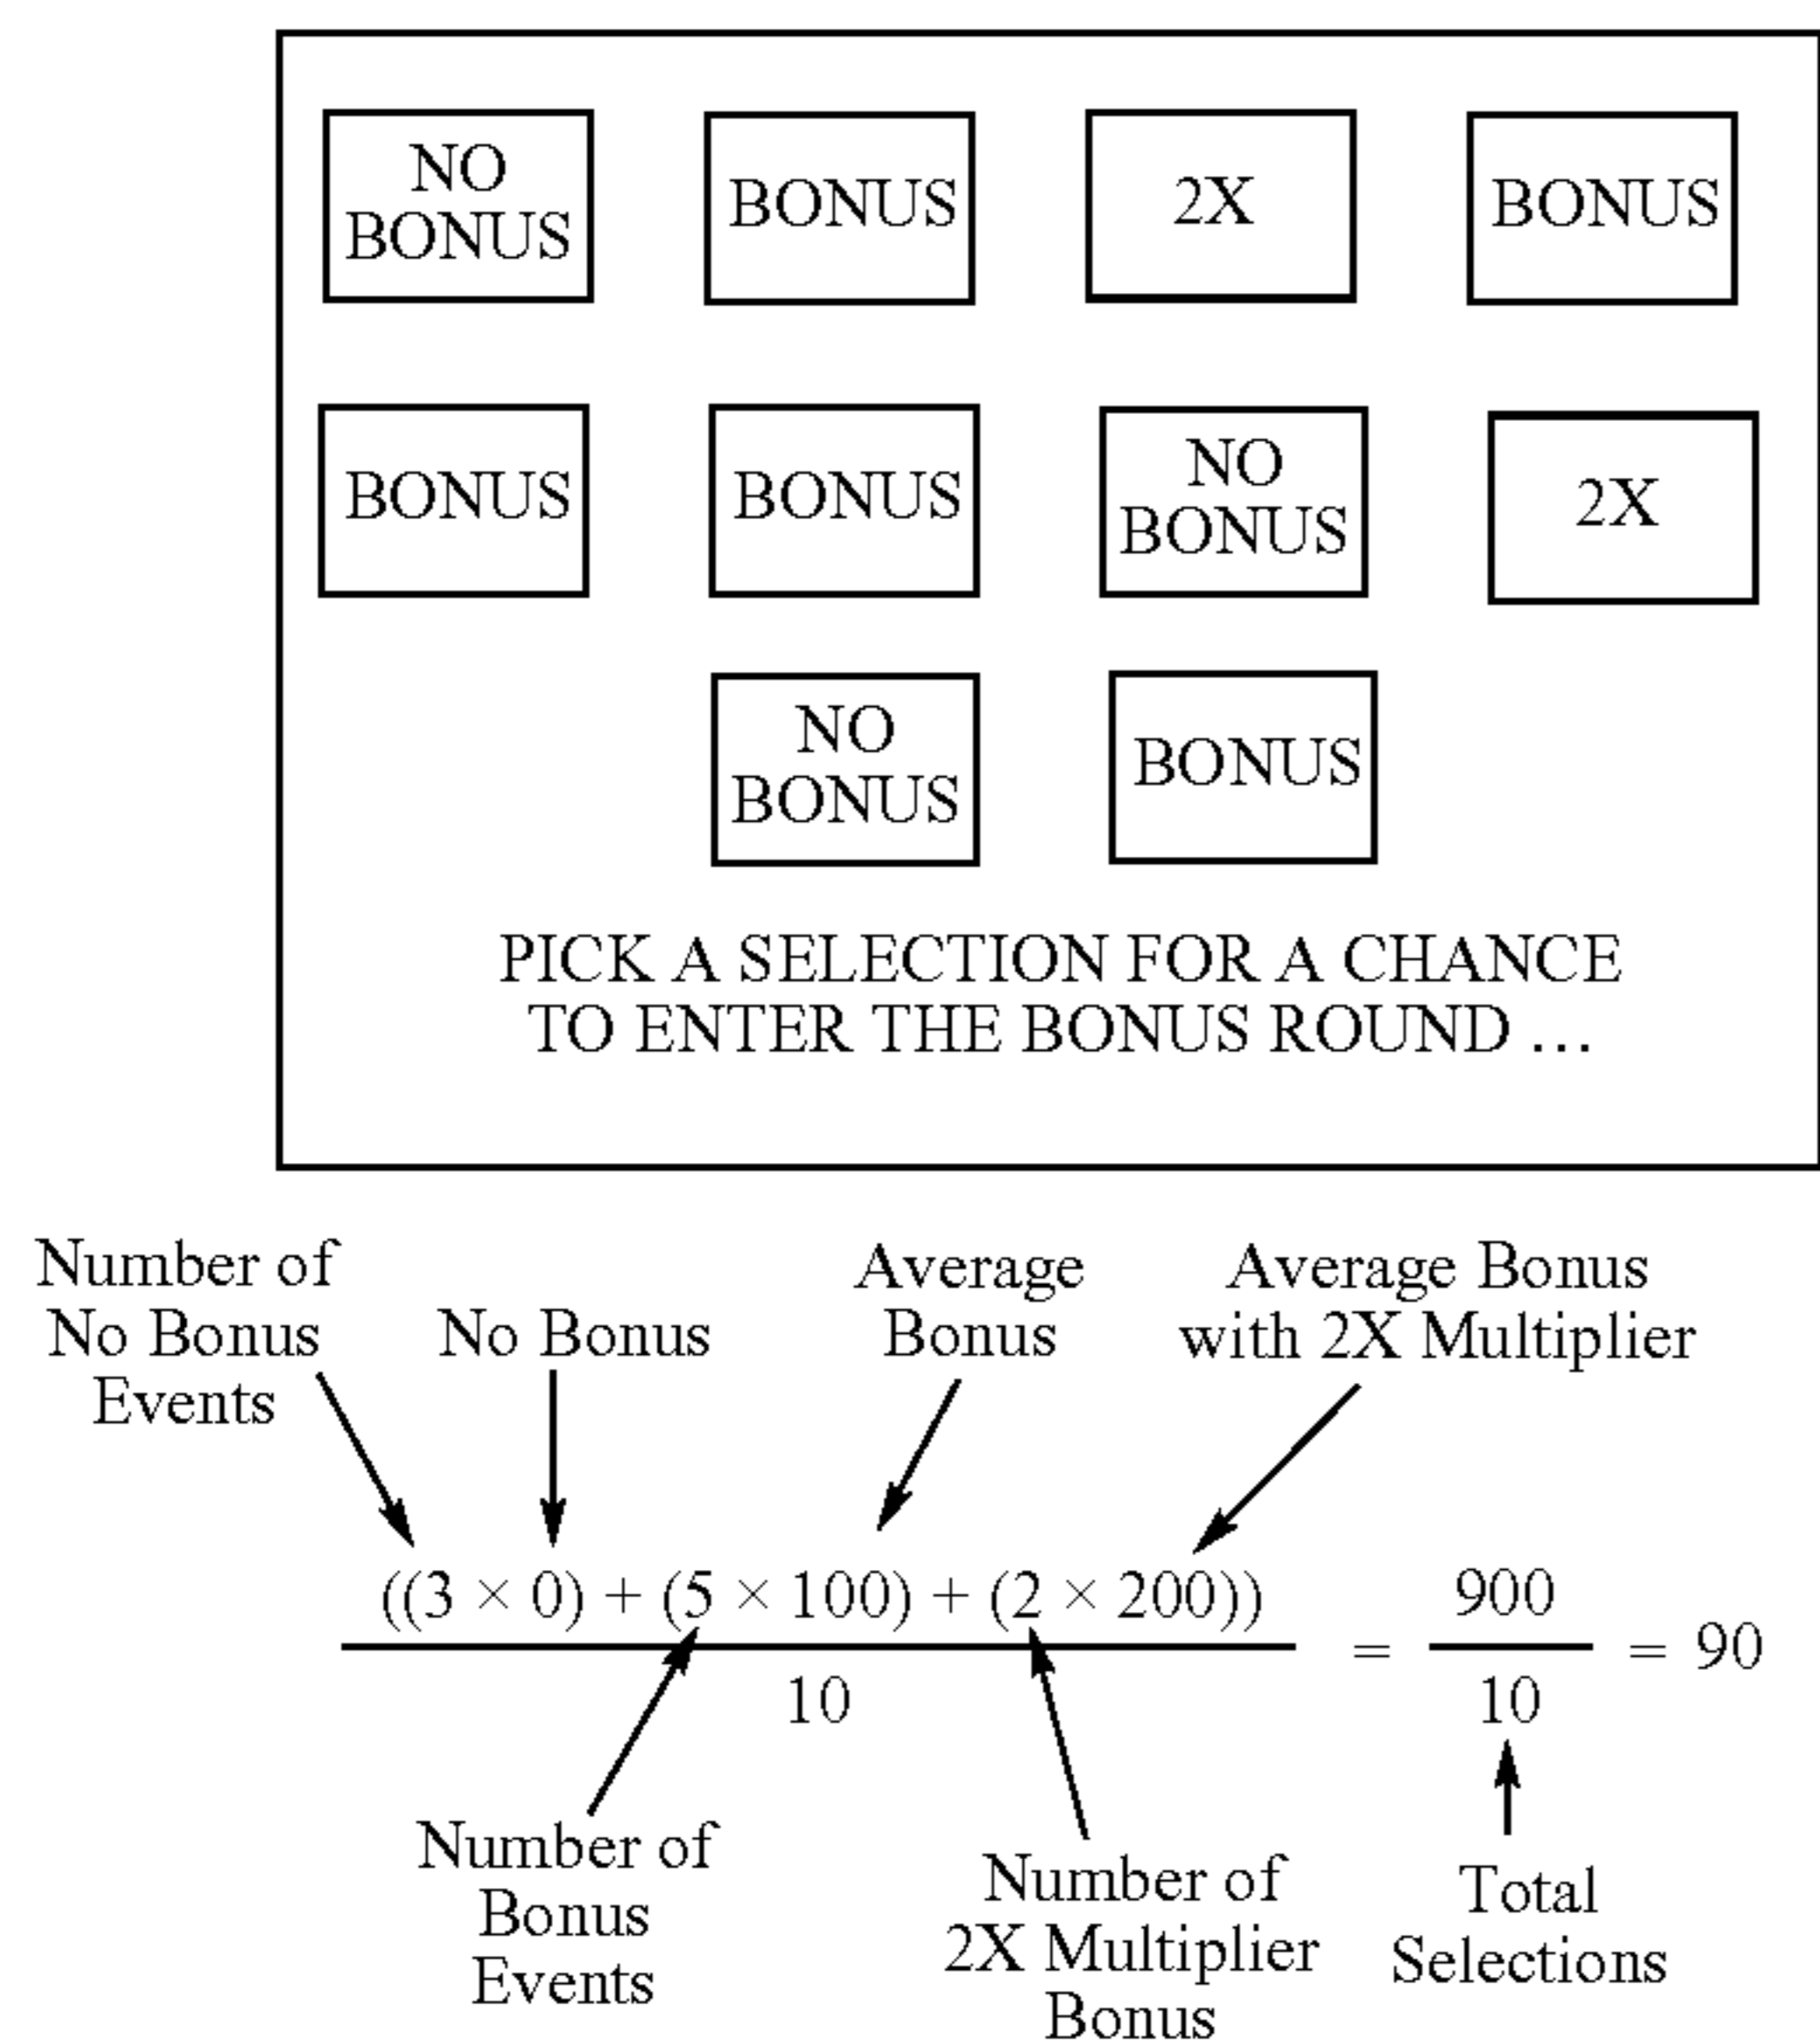 NO
BONUS
BONUS
2X
BONUS
BONUS
BONUS
NO
BONUS
2X
NO
BONUS
BONUS
PICK A SELECTION FOR A CHANCE
TO ENTER THE BONUS ROUND ...
Number of
No Bonus
Events
No Bonus
Average
Bonus
Average Bonus
with 2X Multiplier
((3 × 0) + (5 × 100) + (2 × 200))
10
=
900
10
= 90
Number of
Bonus
Events
Number of
2X Multiplier
Bonus
Total
Selections